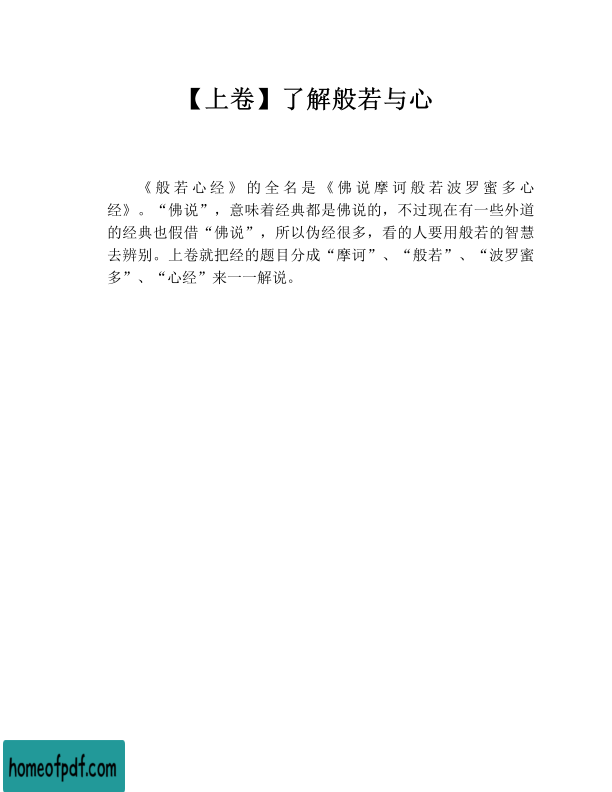 【上卷】了解般若与心
《般若心经》的全名是《佛说摩诃般若波罗蜜多心
经》。“佛说”，意味着经典都是佛说的，不过现在有一些外道
的经典也假借“佛说”，所以伪经很多，看的人要用般若的智慧
去辨别。上卷就把经的题目分成“摩诃”、“般若”、“波罗蜜
多”、“心经”来一一解说。
homeofpdf.com